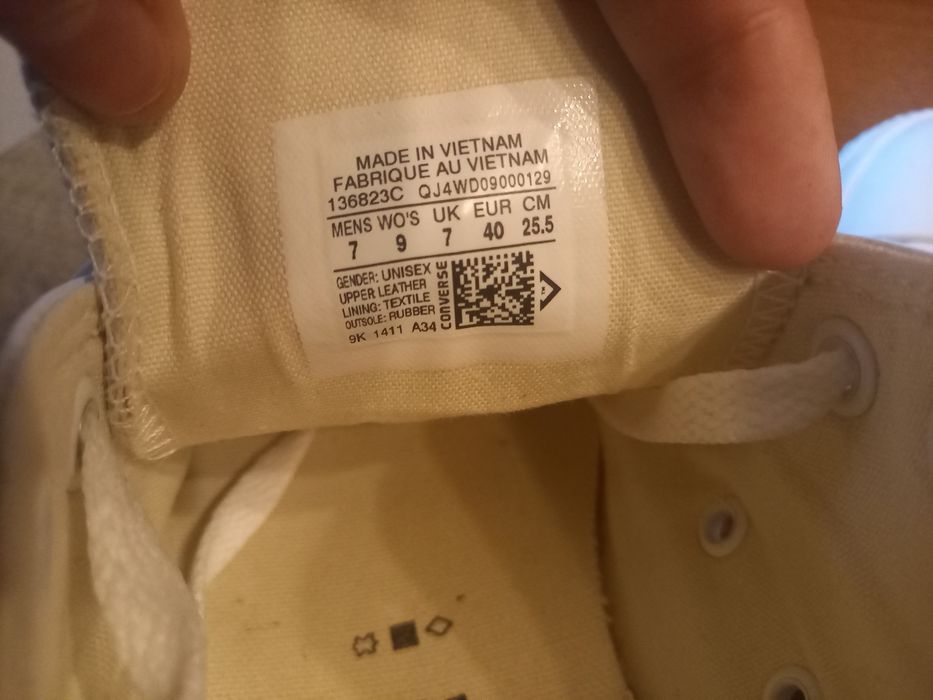 MADE IN VIETNAM
FABRIQUE AU VIETNAM
136823C QJ4WD09000129
MENS WO'S UK EUR CM
7 9 7 40 25.5
GENDER: UNISEX
UPPER LEATHER
LINING: TEXTILE
OUTSOLE: RUBBER
9K 1411 A34
CONVERSE